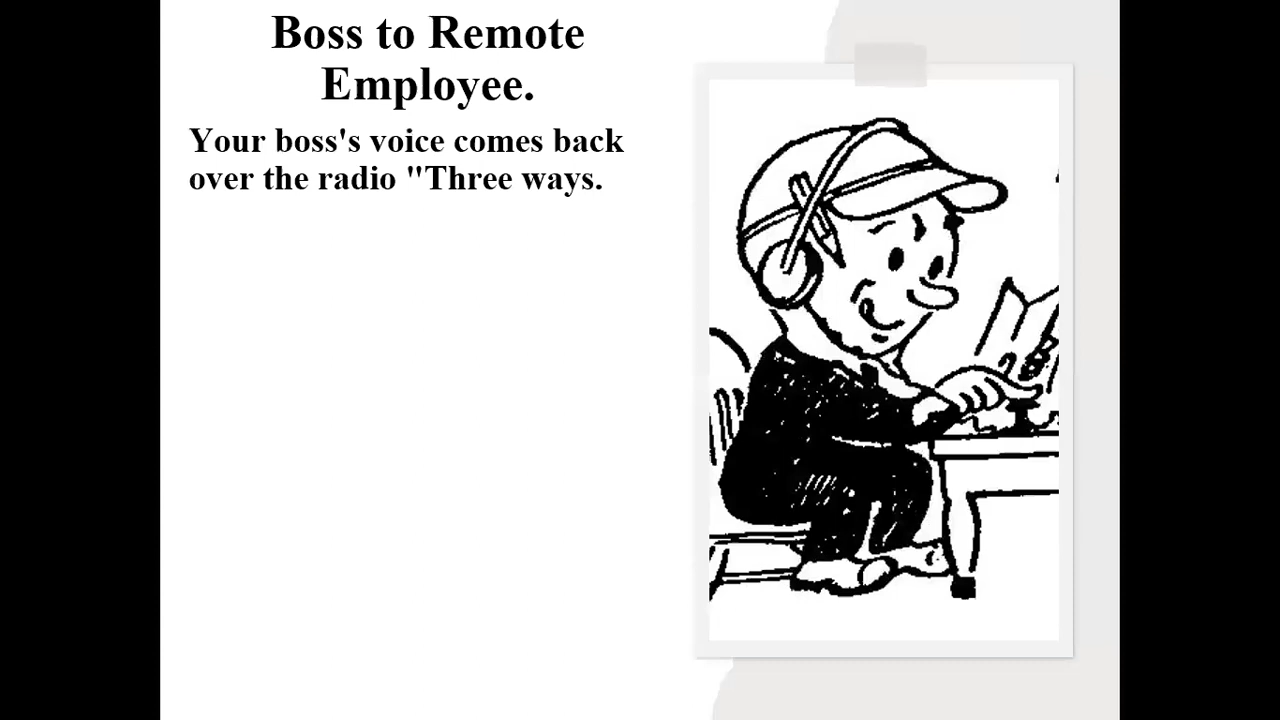 Boss to Remote
Employee.
Your boss's voice comes back
over the radio "Three ways.